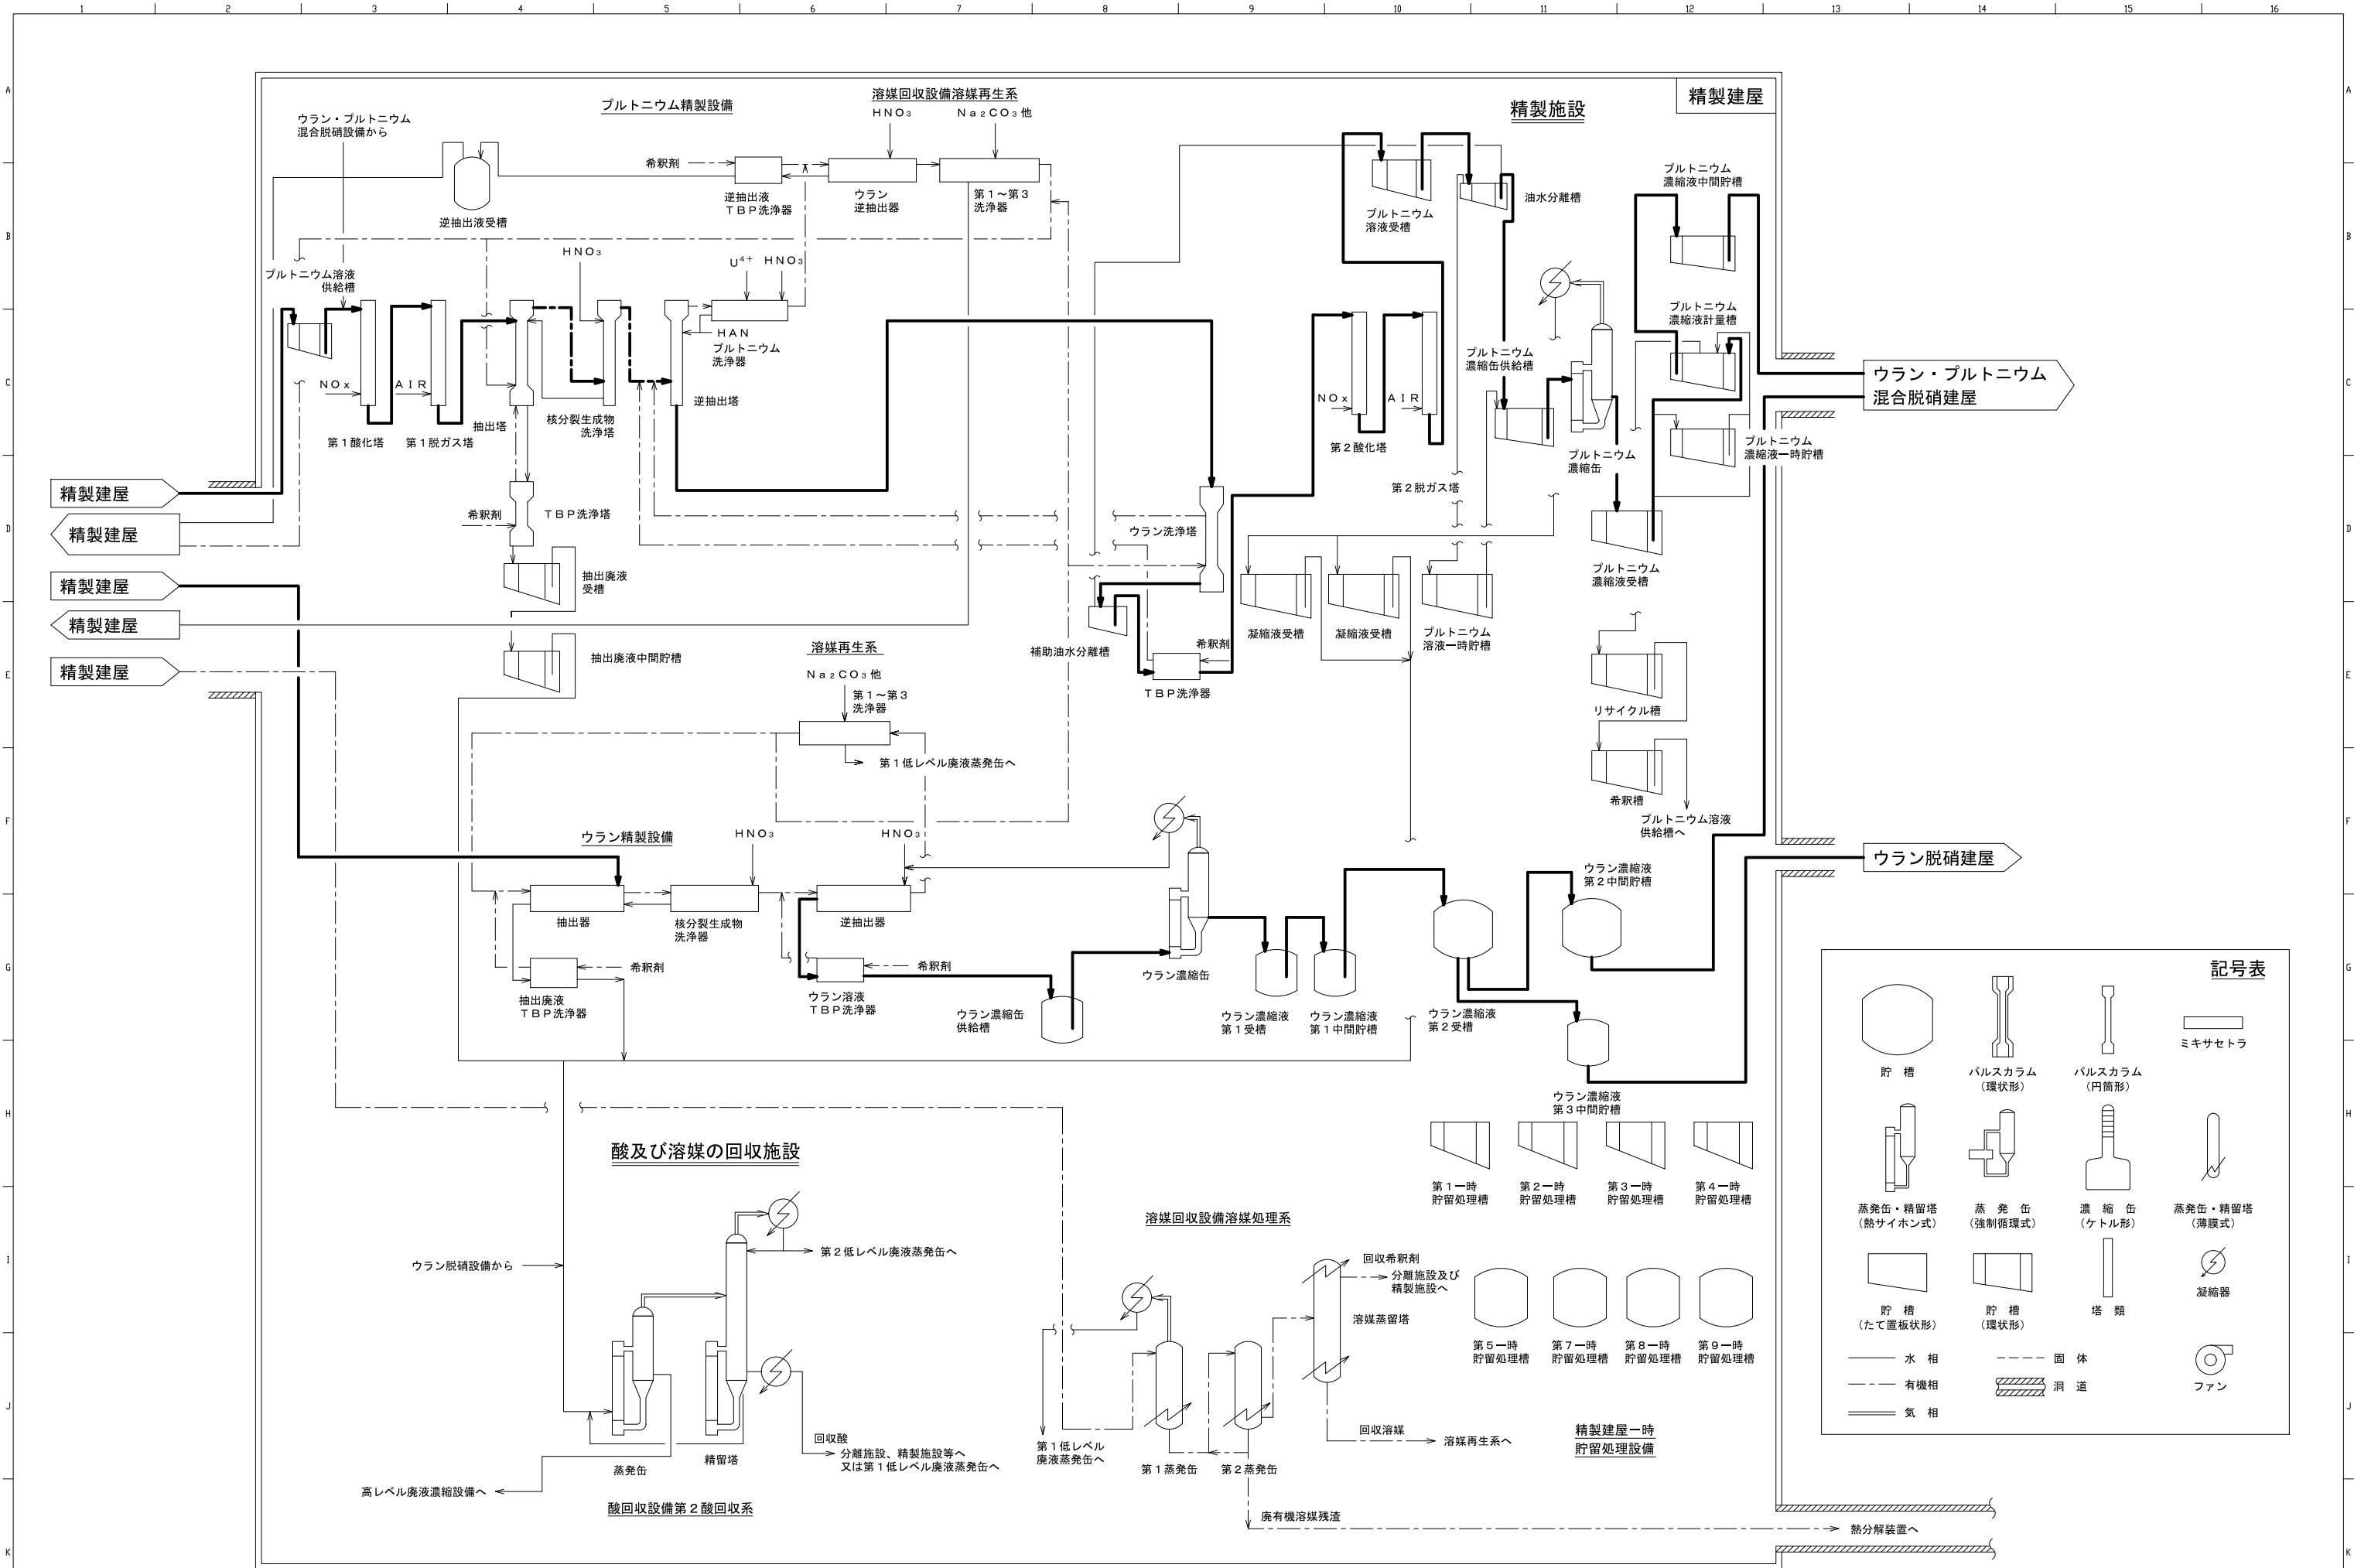 1 2 3 4 5 6 7 8 9 10 11 12 13 14 15 16
A
B
C
D
E
F
G
H
I
J
K
A
B
C
D
E
F
G
H
I
J
K
精製建屋
精製施設
プルトニウム精製設備
溶媒回収設備溶媒再生系
HNO₃
Na₂CO₃他
ウラン・プルトニウム
混合脱硝設備から
希釈剤
逆抽出液受槽
逆抽出液
TBP洗浄器
ウラン
逆抽出器
第1～第3
洗浄器
プルトニウム溶液
供給槽
HNO₃
U⁴⁺
HNO₃
HAN
プルトニウム
洗浄器
NOx
AIR
第1酸化塔
第1脱ガス塔
抽出塔
核分裂生成物
洗浄塔
逆抽出塔
希釈剤
TBP洗浄塔
抽出廃液
受槽
抽出廃液中間貯槽
プルトニウム
溶液受槽
油水分離槽
プルトニウム
濃縮液中間貯槽
プルトニウム
濃縮液計量槽
プルトニウム
濃縮缶供給槽
NOx
AIR
第2酸化塔
第2脱ガス塔
プルトニウム
濃縮缶
プルトニウム
濃縮液一時貯槽
ウラン洗浄塔
プルトニウム
濃縮液受槽
補助油水分離槽
希釈剤
TBP洗浄器
凝縮液受槽
凝縮液受槽
プルトニウム
溶液一時貯槽
リサイクル槽
希釈槽
プルトニウム溶液
供給槽へ
精製建屋
精製建屋
精製建屋
精製建屋
精製建屋
ウラン・プルトニウム
混合脱硝建屋
ウラン脱硝建屋
溶媒再生系
Na₂CO₃他
第1～第3
洗浄器
第1低レベル廃液蒸発缶へ
ウラン精製設備
HNO₃
HNO₃
抽出器
核分裂生成物
洗浄器
逆抽出器
希釈剤
抽出廃液
TBP洗浄器
希釈剤
ウラン溶液
TBP洗浄器
ウラン濃縮缶
供給槽
ウラン濃縮缶
ウラン濃縮液
第1受槽
ウラン濃縮液
第1中間貯槽
ウラン濃縮液
第2受槽
ウラン濃縮液
第2中間貯槽
ウラン濃縮液
第3中間貯槽
酸及び溶媒の回収施設
ウラン脱硝設備から
第2低レベル廃液蒸発缶へ
回収酸
分離施設、精製施設等へ
又は第1低レベル廃液蒸発缶へ
蒸発缶
精留塔
高レベル廃液濃縮設備へ
酸回収設備第2酸回収系
溶媒回収設備溶媒処理系
回収希釈剤
分離施設及び
精製施設へ
溶媒蒸留塔
第1低レベル
廃液蒸発缶へ
第1蒸発缶
第2蒸発缶
回収溶媒
溶媒再生系へ
廃有機溶媒残渣
熱分解装置へ
第1一時
貯留処理槽
第2一時
貯留処理槽
第3一時
貯留処理槽
第4一時
貯留処理槽
第5一時
貯留処理槽
第7一時
貯留処理槽
第8一時
貯留処理槽
第9一時
貯留処理槽
精製建屋一時
貯留処理設備
記号表
貯 槽
パルスカラム
(環状形)
パルスカラム
(円筒形)
ミキサセトラ
蒸発缶・精留塔
(熱サイホン式)
蒸 発 缶
(強制循環式)
濃 縮 缶
(ケトル形)
蒸発缶・精留塔
(薄膜式)
貯 槽
(たて置板状形)
貯 槽
(環状形)
塔 類
凝縮器
水 相
固 体
有機相
洞 道
気 相
ファン